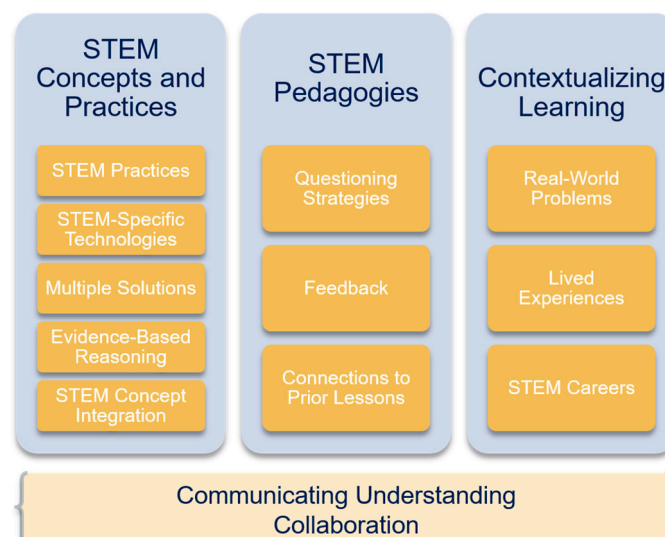 STEM
Concepts and
Practices
STEM Practices
STEM-Specific
Technologies
Multiple Solutions
Evidence-Based
Reasoning
STEM Concept
Integration
STEM
Pedagogies
Questioning
Strategies
Feedback
Connections to
Prior Lessons
Contextualizing
Learning
Real-World
Problems
Lived
Experiences
STEM Careers
Communicating Understanding
Collaboration